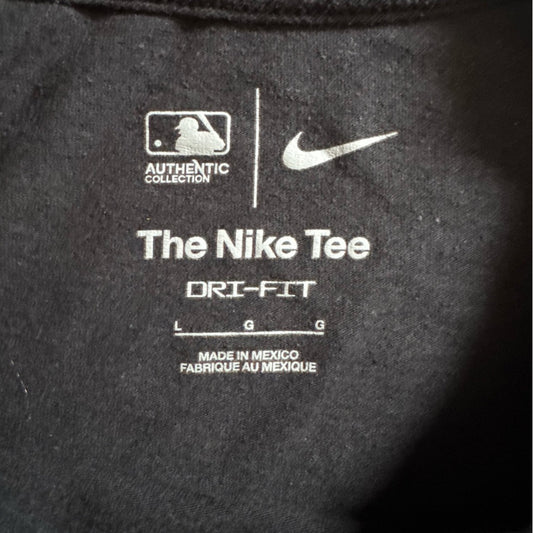 AUTHENTIC
COLLECTION
The Nike Tee
DRI-FIT
L G G
MADE IN MEXICO
FABRIQUE AU MEXIQUE